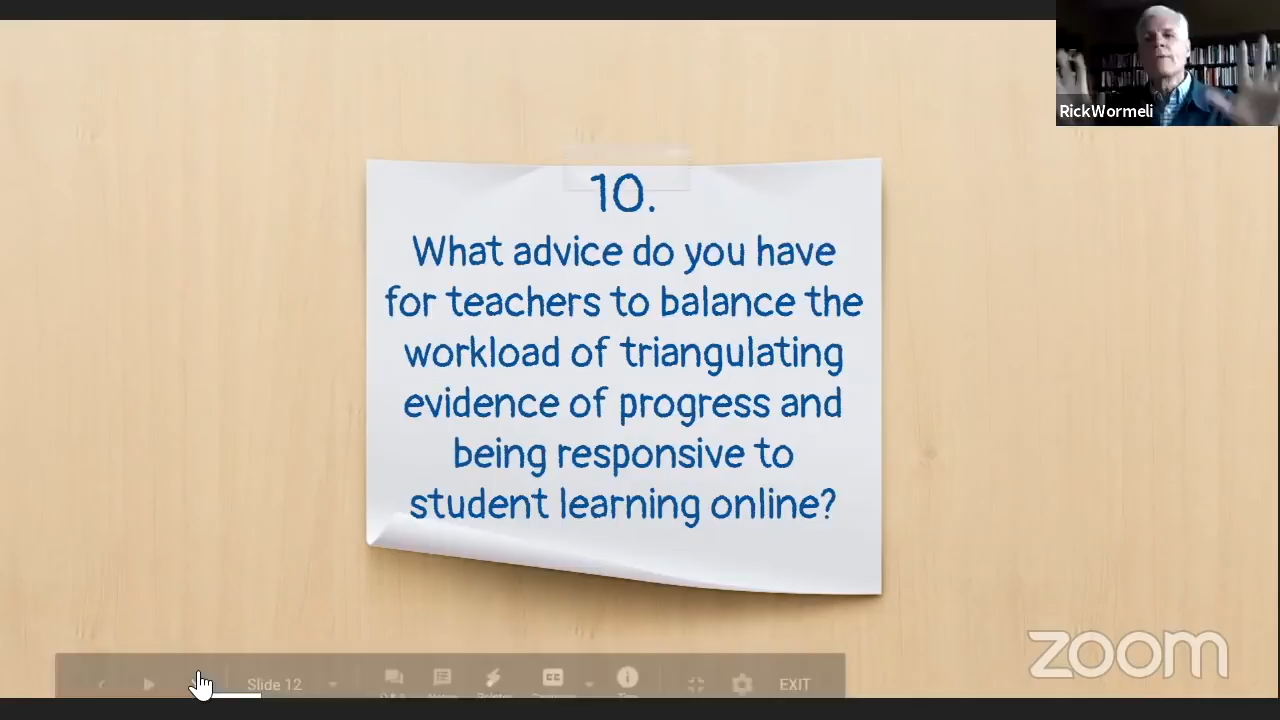 RickWormeli
10.
What advice do you have
for teachers to balance the
workload of triangulating
evidence of progress and
being responsive to
student learning online?
zoom
Slide 12
EXIT